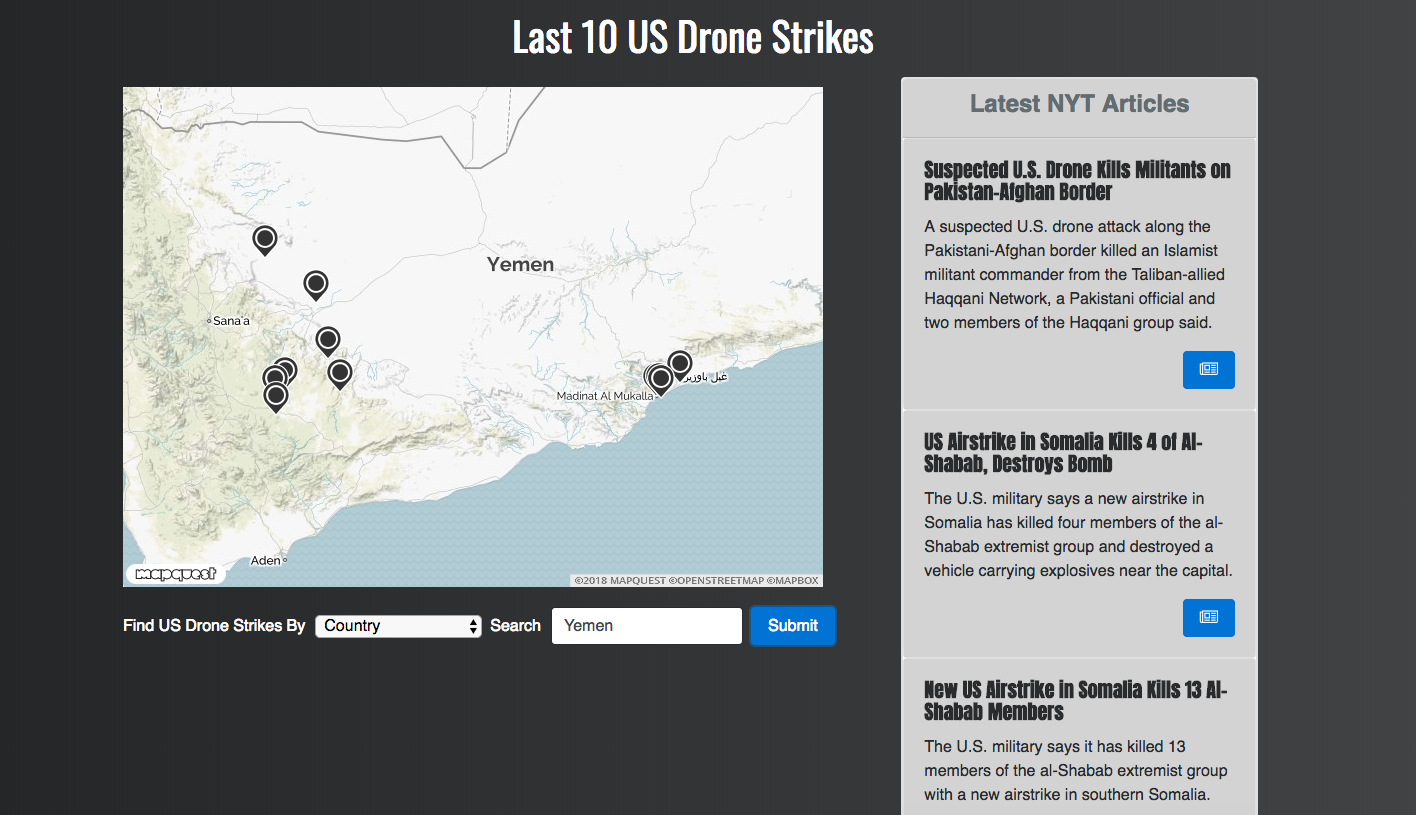 Last 10 US Drone Strikes
Yemen
Sana'a
غيل باوزير
Madinat Al Mukalla
Aden
mapquest
©2018 MAPQUEST ©OPENSTREETMAP ©MAPBOX
Find US Drone Strikes By Country Search Yemen Submit
Latest NYT Articles
Suspected U.S. Drone Kills Militants on
Pakistan-Afghan Border
A suspected U.S. drone attack along the
Pakistani-Afghan border killed an Islamist
militant commander from the Taliban-allied
Haqqani Network, a Pakistani official and
two members of the Haqqani group said.
US Airstrike in Somalia Kills 4 of Al-
Shabab, Destroys Bomb
The U.S. military says a new airstrike in
Somalia has killed four members of the al-
Shabab extremist group and destroyed a
vehicle carrying explosives near the capital.
New US Airstrike in Somalia Kills 13 Al-
Shabab Members
The U.S. military says it has killed 13
members of the al-Shabab extremist group
with a new airstrike in southern Somalia.